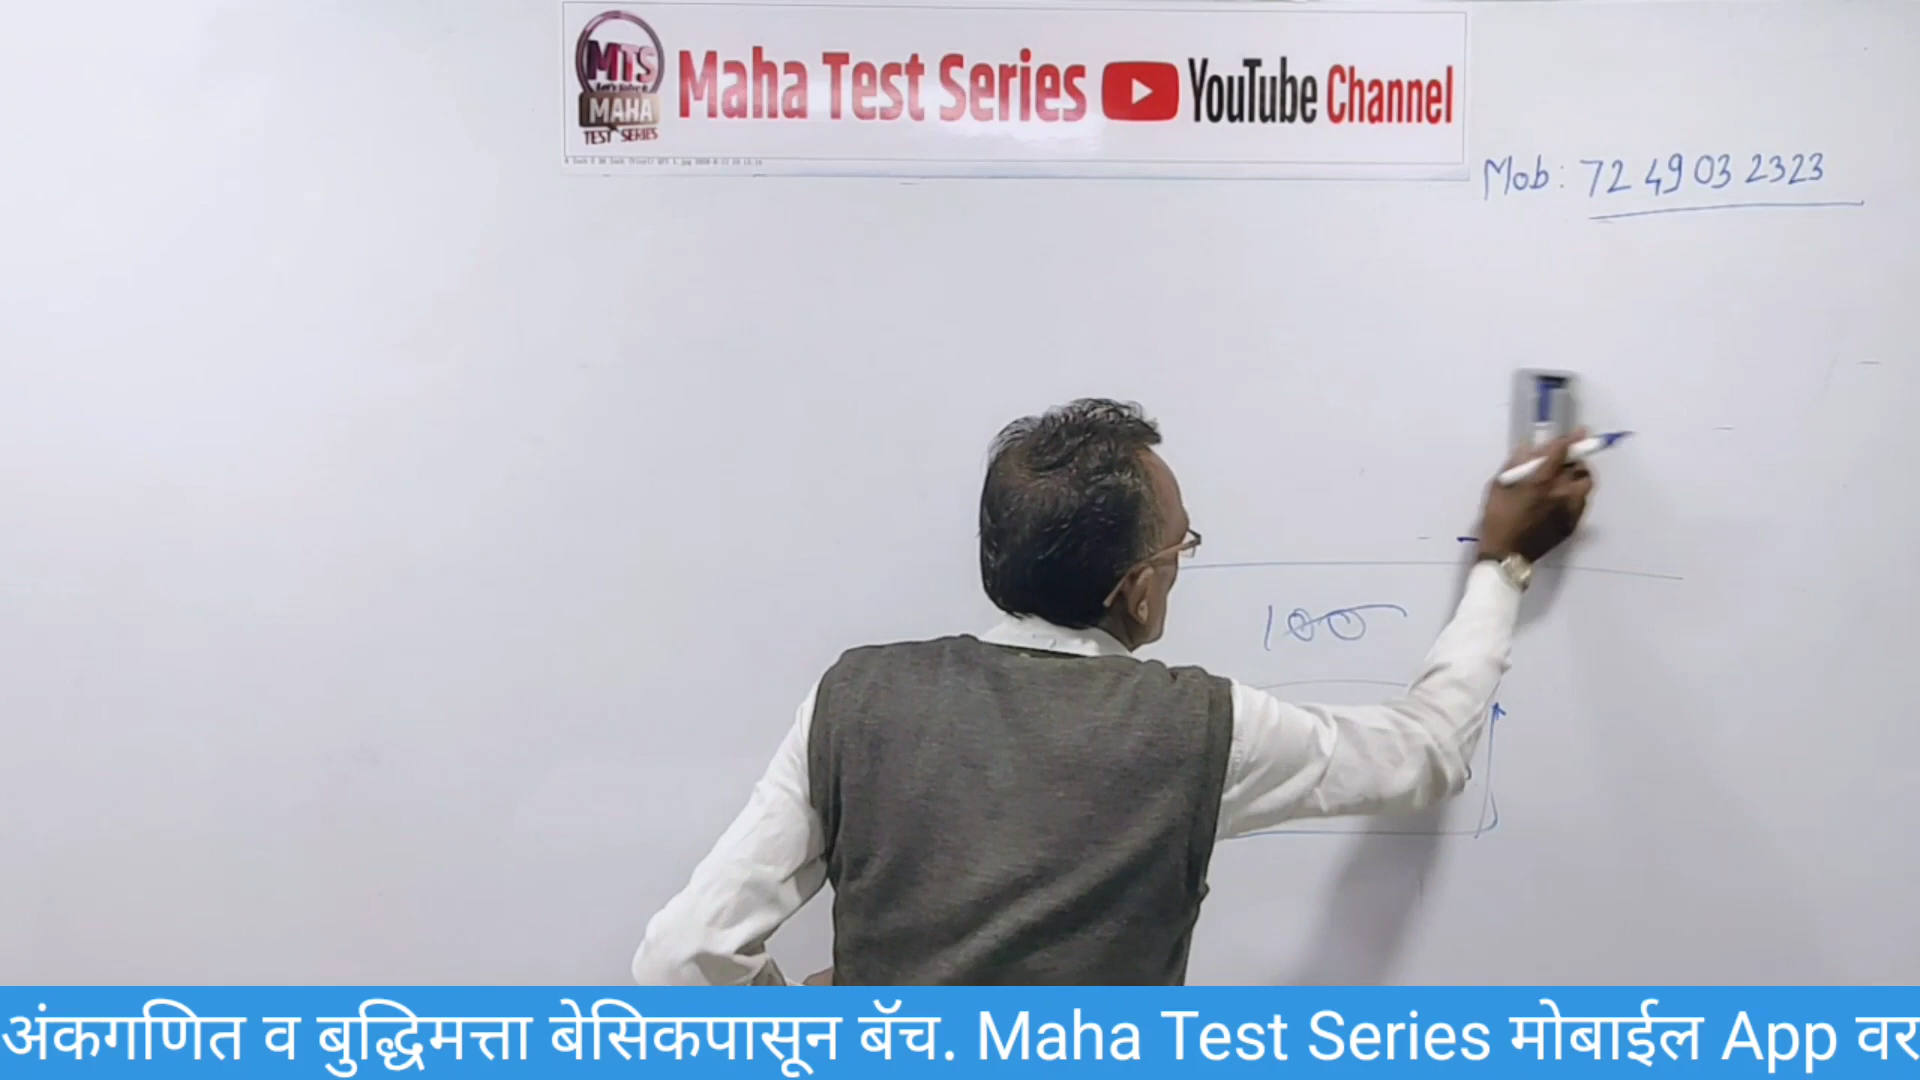 MTS
MAHA
TEST SERIES
Maha Test Series YouTube Channel
Mob: 72 49 03 2323
100
अंकगणित व बुद्धिमत्ता बेसिकपासून बॅच. Maha Test Series मोबाईल App वर